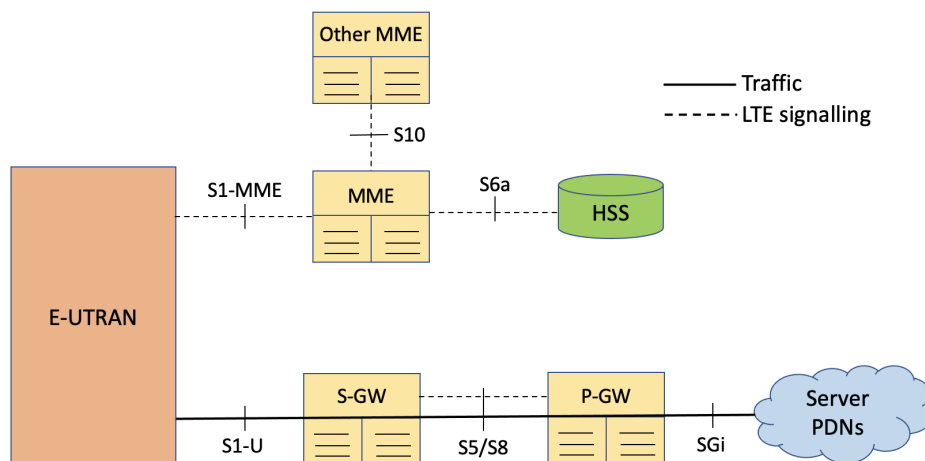 Other MME
Traffic
LTE signalling
S10
S1-MME
MME
S6a
HSS
E-UTRAN
S-GW
P-GW
Server
PDNs
S1-U
S5/S8
SGi